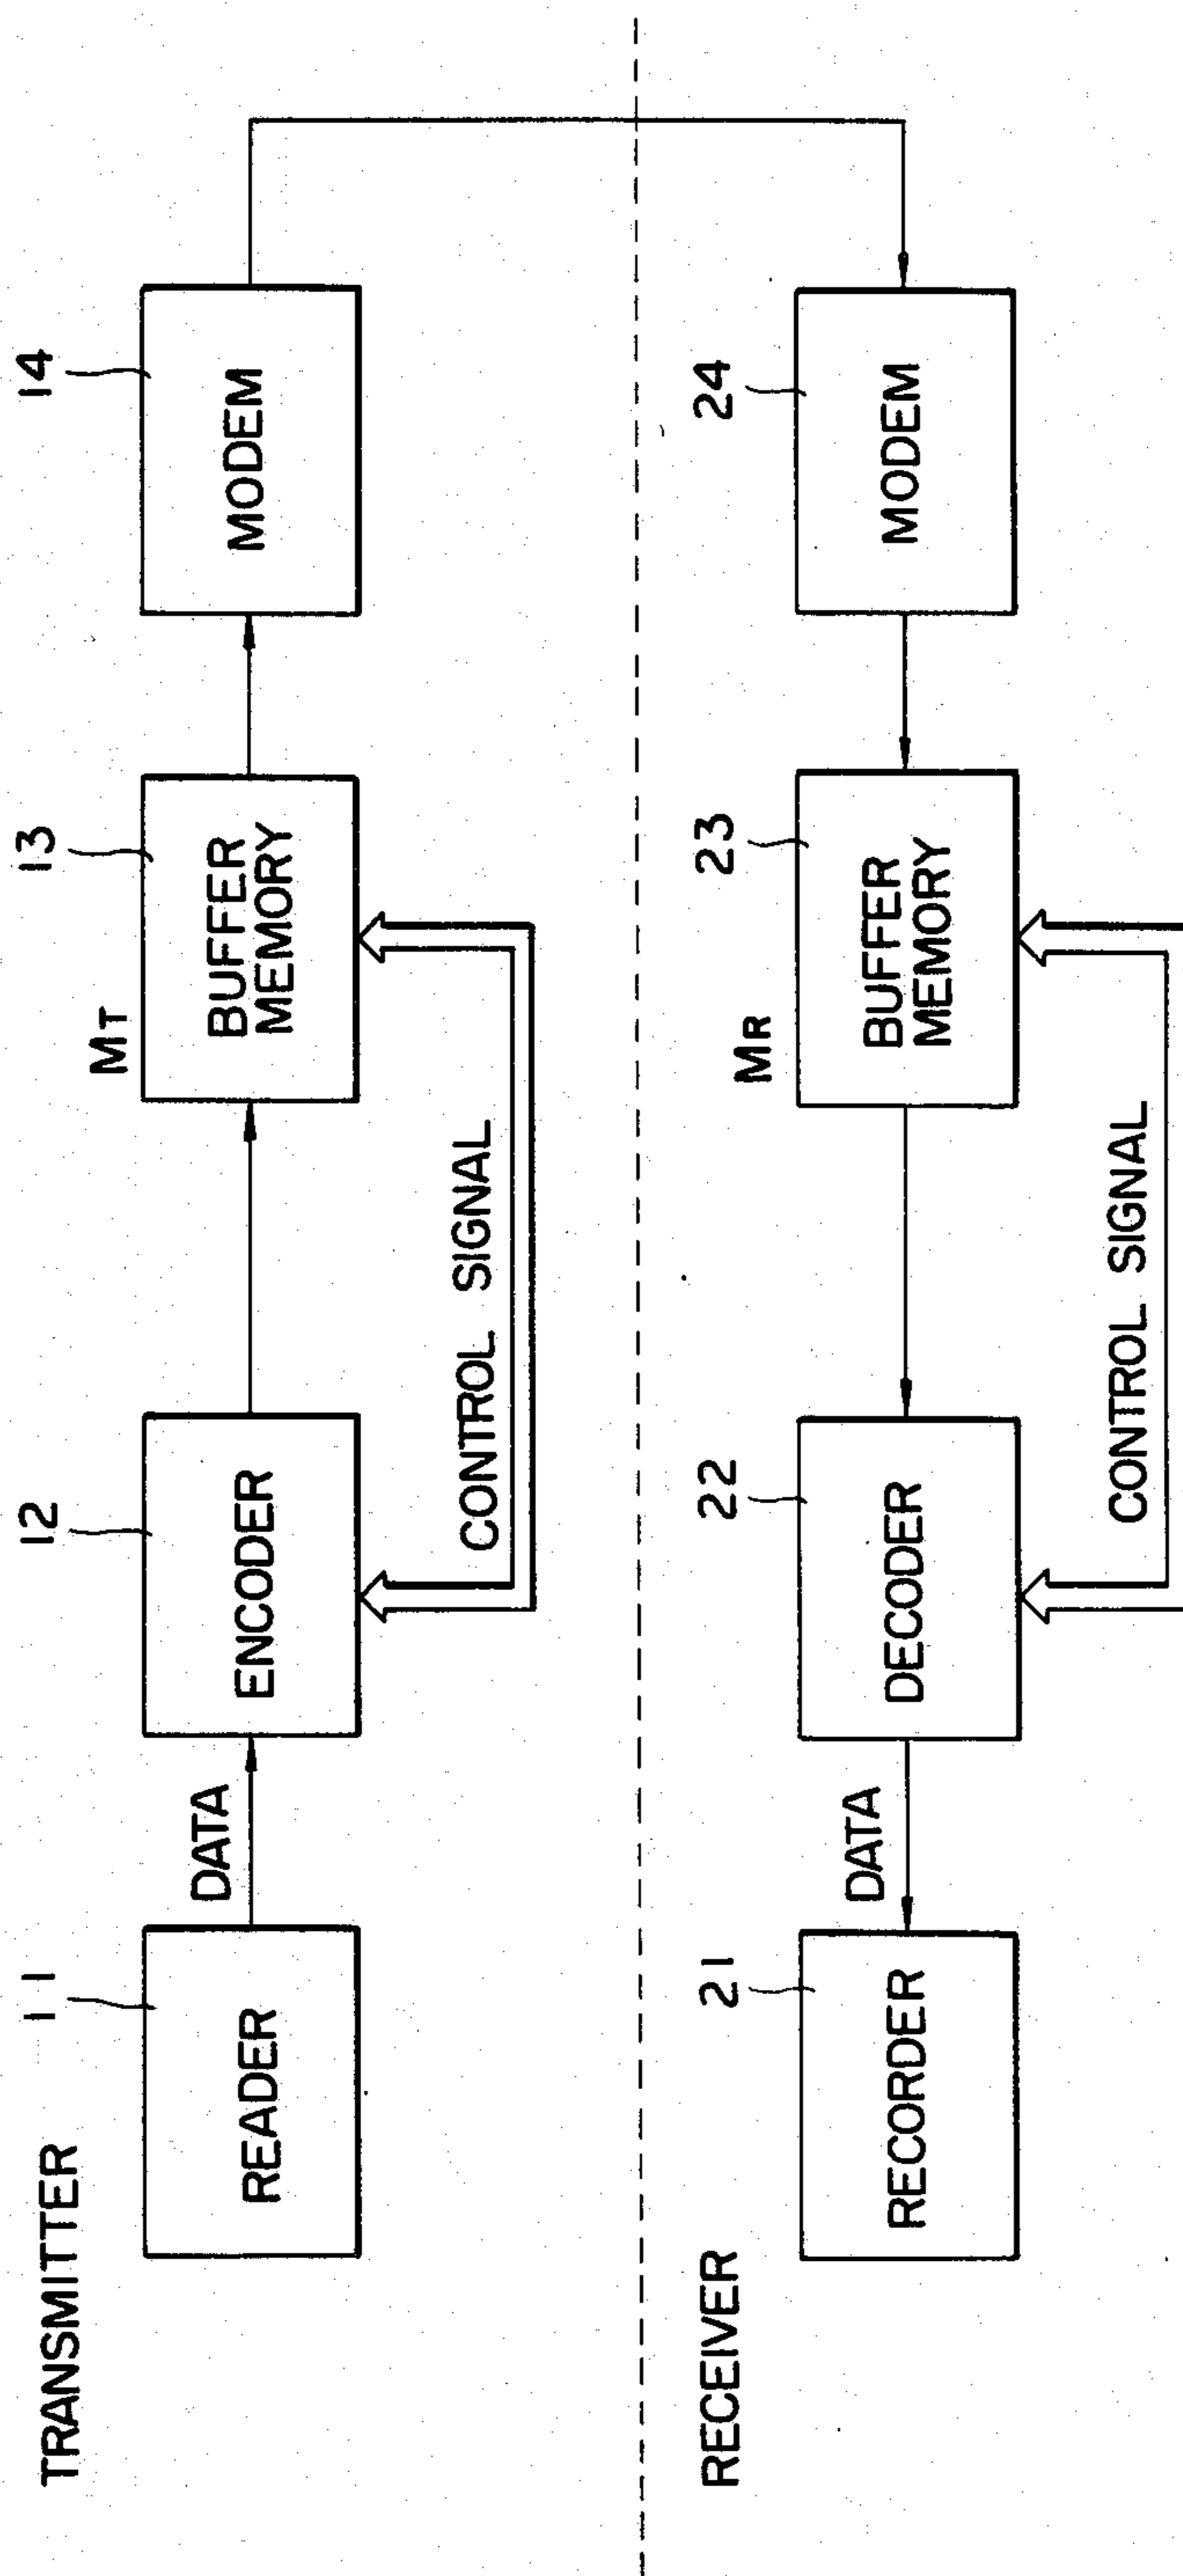 TRANSMITTER
11
READER
DATA
12
ENCODER
CONTROL SIGNAL
MT
13
BUFFER
MEMORY
14
MODEM
RECEIVER
21
RECORDER
DATA
22
DECODER
CONTROL SIGNAL
MR
23
BUFFER
MEMORY
24
MODEM